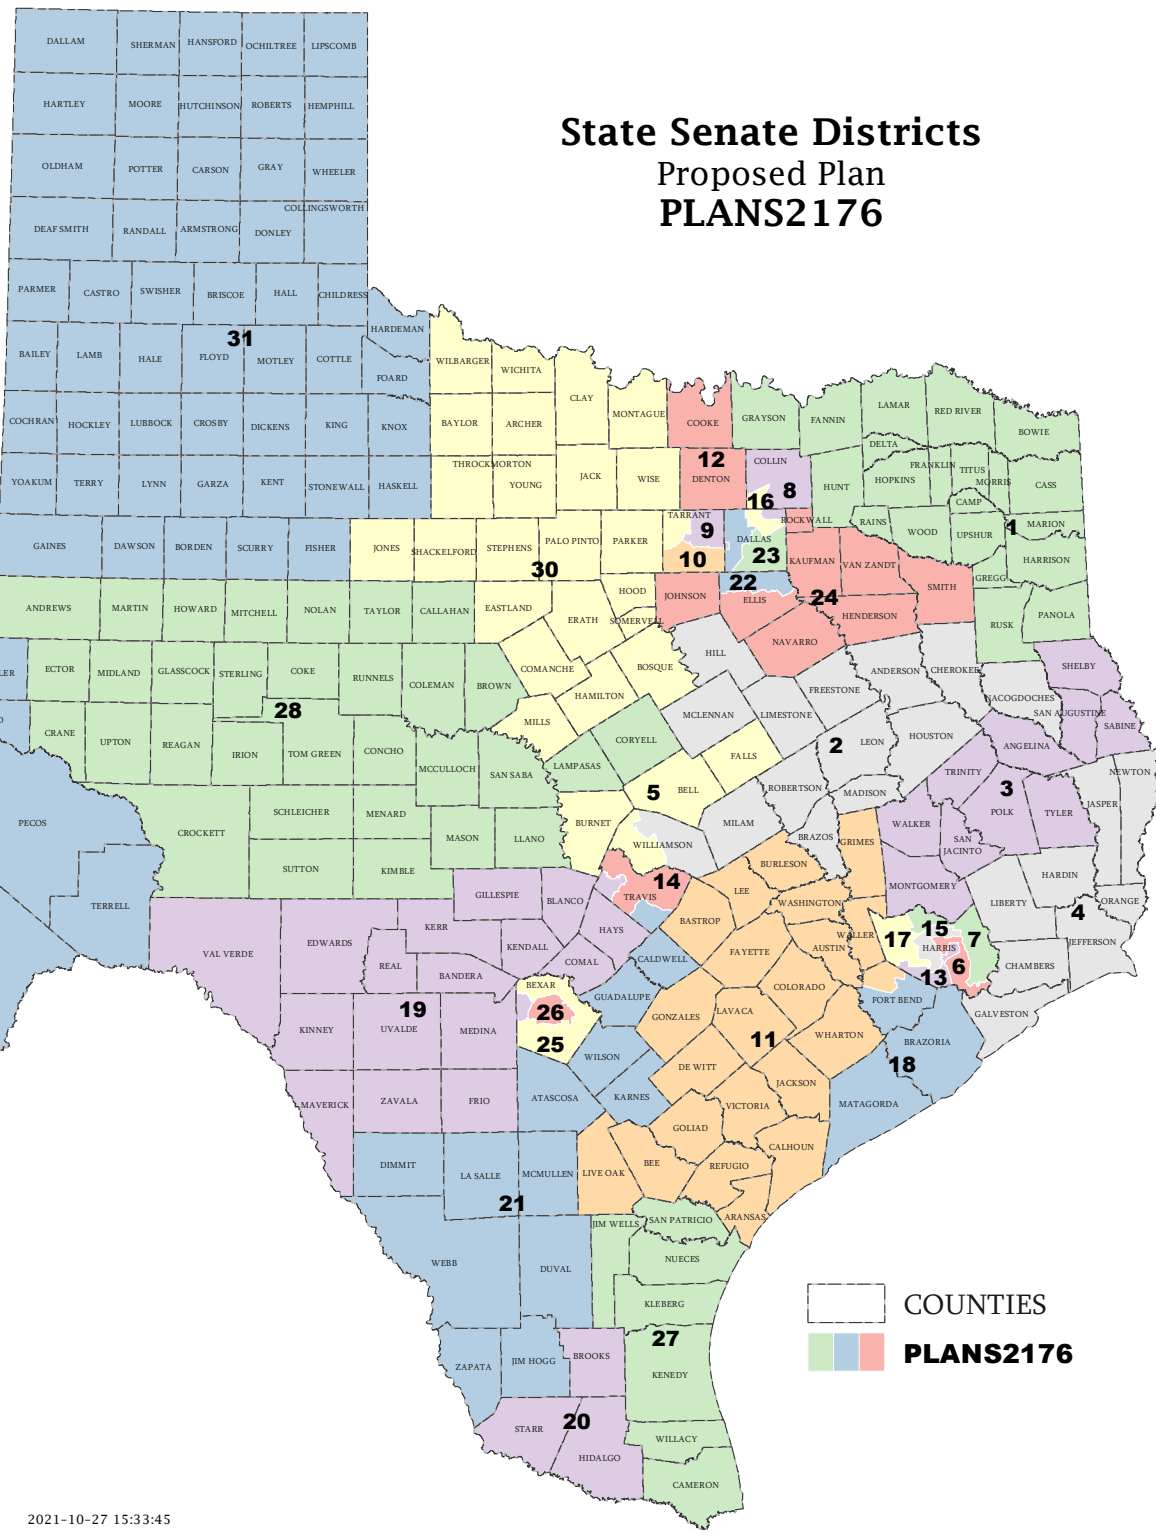 State Senate Districts
Proposed Plan
PLANS2176
DALLAM SHERMAN HANSFORD OCHILTREE LIPSCOMB
HARTLEY MOORE HUTCHINSON ROBERTS HEMPHILL
OLDHAM POTTER CARSON GRAY WHEELER
COLLINGSWORTH
DEAF SMITH RANDALL ARMSTRONG DONLEY
PARMER CASTRO SWISHER BRISCOE HALL CHILDRESS
31 HARDEMAN
BAILEY LAMB HALE FLOYD MOTLEY COTTLE WILBARGER WICHITA
FOARD CLAY
COCHRAN HOCKLEY LUBBOCK CROSBY DICKENS KING KNOX BAYLOR ARCHER MONTAGUE COOKE GRAYSON FANNIN LAMAR RED RIVER BOWIE
DELTA
12 COLLIN THROCKMORTON FRANKLIN TITUS
YOAKUM TERRY LYNN GARZA KENT STONEWALL HASKELL YOUNG JACK WISE DENTON 8 HUNT HOPKINS MORRIS CASS
16 CAMP
TARRANT ROCKWALL RAINS WOOD UPSHUR 1 MARION
GAINES DAWSON BORDEN SCURRY FISHER JONES SHACKELFORD STEPHENS PALO PINTO PARKER 9 DALLAS
10 23 KAUFMAN VAN ZANDT HARRISON
30 22 SMITH GREGG
HOOD JOHNSON ELLIS 24
ANDREWS MARTIN HOWARD MITCHELL NOLAN TAYLOR CALLAHAN EASTLAND ERATH SOMERVELL HENDERSON RUSK PANOLA
HILL NAVARRO
LER ECTOR MIDLAND GLASSCOCK STERLING COKE RUNNELS COLEMAN BROWN COMANCHE BOSQUE ANDERSON CHEROKEE SHELBY
HAMILTON FREESTONE NACOGDOCHES
28 MCLENNAN LIMESTONE SAN AUGUSTINE
MILLS SABINE
CRANE UPTON REAGAN IRION TOM GREEN CONCHO CORYELL 2 LEON HOUSTON ANGELINA
MCCULLOCH SAN SABA LAMPASAS FALLS TRINITY NEWTON
5 BELL ROBERTSON MADISON 3 JASPER
PECOS CROCKETT SCHLEICHER MENARD MASON LLANO BURNET MILAM WALKER POLK TYLER
BRAZOS SAN JACINTO
WILLIAMSON GRIMES
SUTTON KIMBLE BURLESON HARDIN
14 LEE MONTGOMERY
TERRELL GILLESPIE BLANCO TRAVIS WASHINGTON LIBERTY 4 ORANGE
BASTROP
KERR HAYS WALLER 17 15 7 JEFFERSON
VAL VERDE EDWARDS KENDALL FAYETTE AUSTIN HARRIS
REAL BANDERA COMAL CALDWELL 13 6 CHAMBERS
BEXAR COLORADO
GUADALUPE FORT BEND
19 26 GONZALES LAVACA GALVESTON
KINNEY UVALDE MEDINA 25 11 WHARTON BRAZORIA
WILSON DE WITT 18
MAVERICK ZAVALA FRIO ATASCOSA KARNES JACKSON MATAGORDA
VICTORIA
GOLIAD CALHOUN
DIMMIT LA SALLE MCMULLEN LIVE OAK BEE REFUGIO
21 ARANSAS
JIM WELLS SAN PATRICIO
WEBB DUVAL NUECES
KLEBERG COUNTIES
27
ZAPATA JIM HOGG BROOKS PLANS2176
KENEDY
20
STARR WILLACY
HIDALGO
CAMERON
2021-10-27 15:33:45